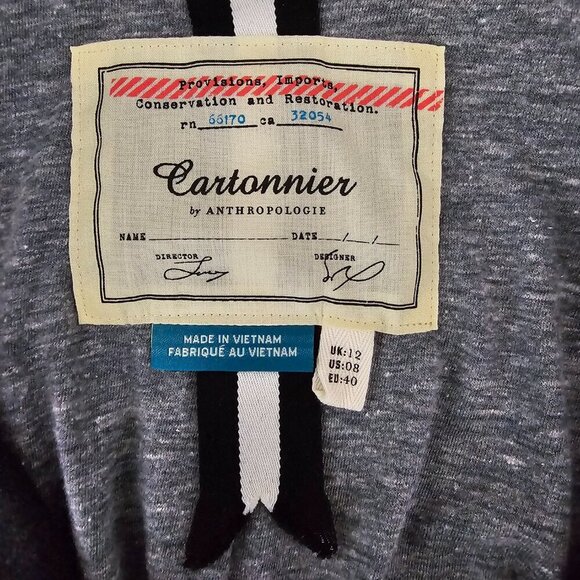 Provisions, Imports,
Conservation and Restoration.
rn 66170 ca 32054
Cartonnier
by ANTHROPOLOGIE
NAME DATE / /
DIRECTOR DESIGNER
MADE IN VIETNAM
FABRIQUÉ AU VIETNAM
UK:12
US:08
EU:40